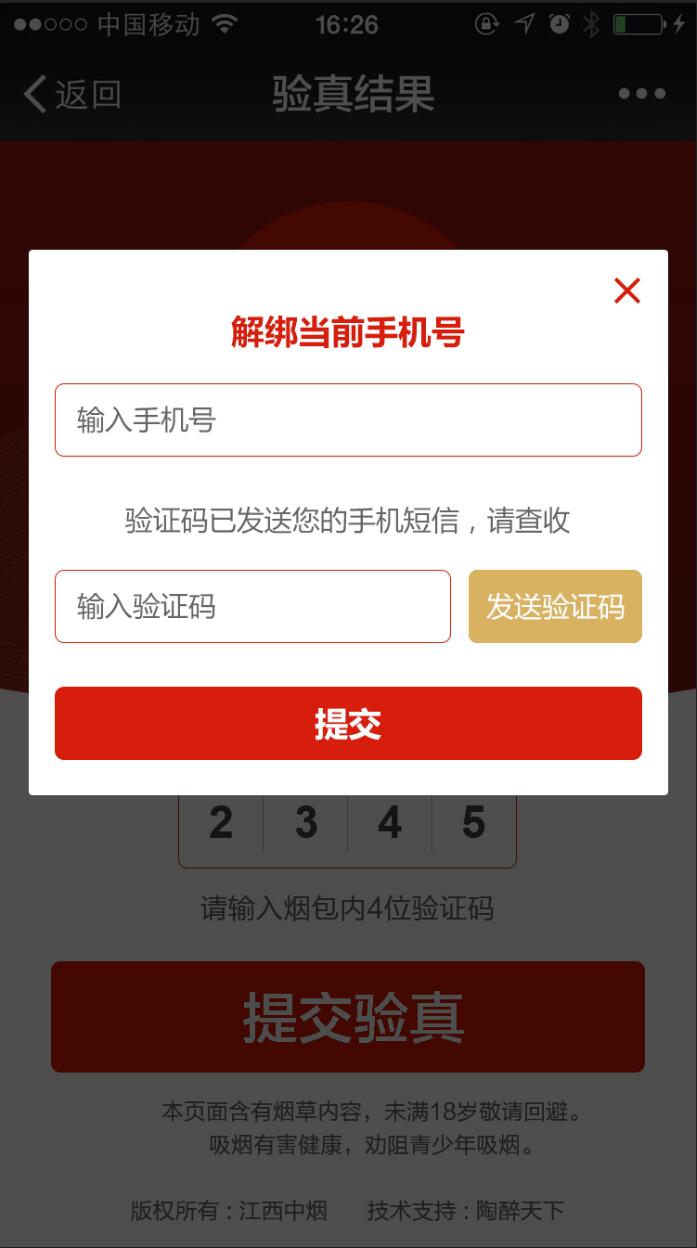 中国移动 16:26
返回 验真结果
解绑当前手机号
输入手机号
验证码已发送您的手机短信，请查收
输入验证码 发送验证码
提交
2 3 4 5
请输入烟包内4位验证码
提交验真
本页面含有烟草内容，未满18岁敬请回避。
吸烟有害健康，劝阻青少年吸烟。
版权所有 : 江西中烟 技术支持 : 陶醉天下